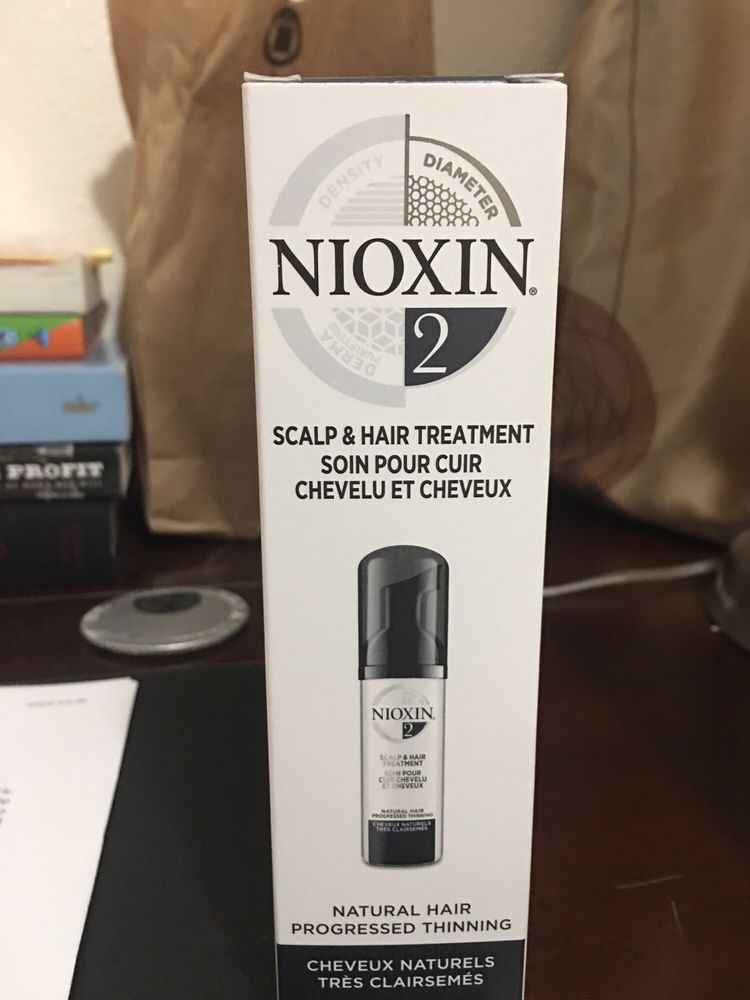 DENSITY
DIAMETER
NIOXIN®
DERMA
PURIFYING
2
SCALP & HAIR TREATMENT
SOIN POUR CUIR
CHEVELU ET CHEVEUX
NIOXIN
2
SCALP & HAIR
TREATMENT
SOIN POUR
CUIR CHEVELU
ET CHEVEUX
NATURAL HAIR
PROGRESSED THINNING
CHEVEUX NATURELS
TRÈS CLAIRSEMÉS
NATURAL HAIR
PROGRESSED THINNING
CHEVEUX NATURELS
TRÈS CLAIRSEMÉS
PROFIT